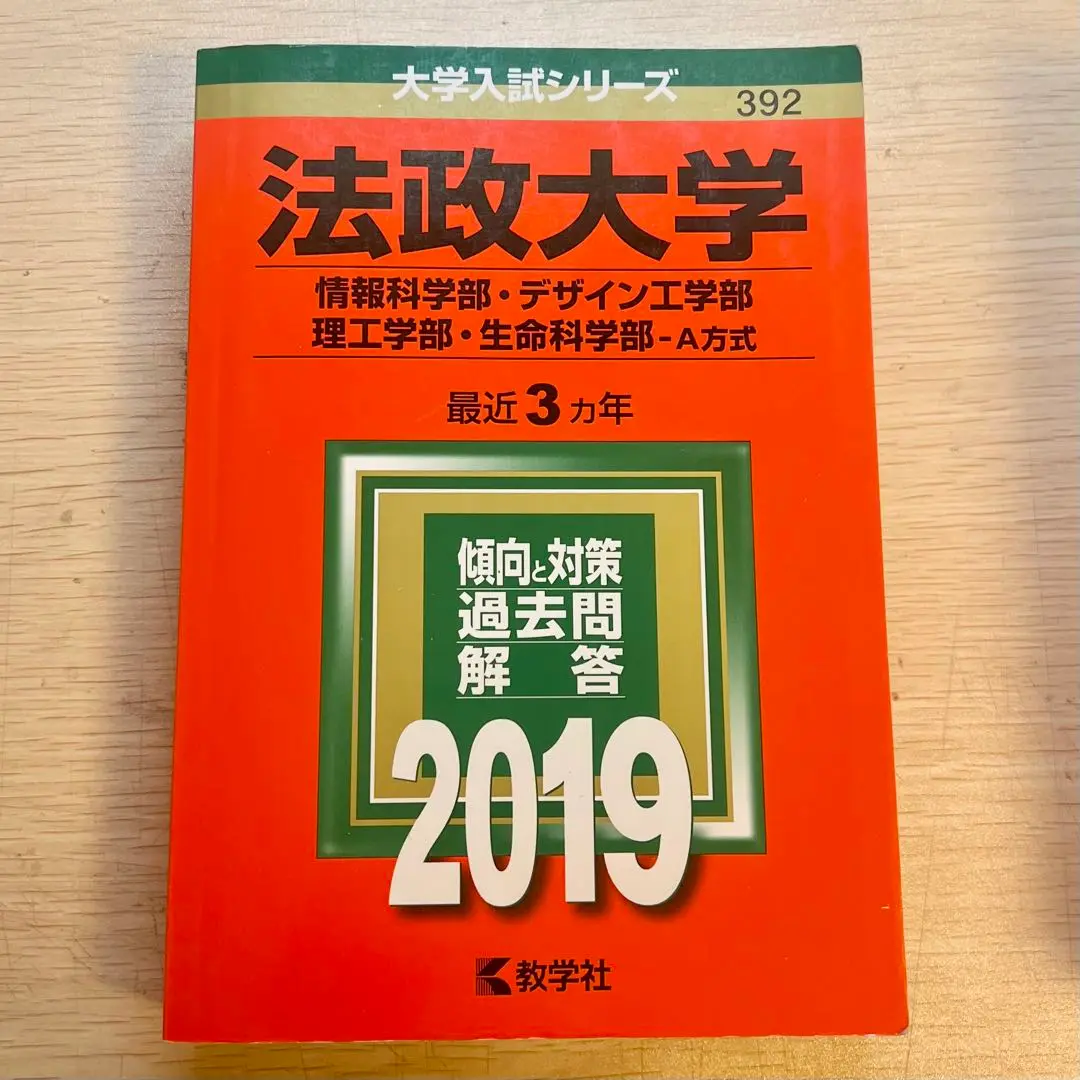 大学入試シリーズ
392
法政大学
情報科学部・デザイン工学部
理工学部・生命科学部-A方式
最近3カ年
傾向と対策
過去問
解答
2019
教学社